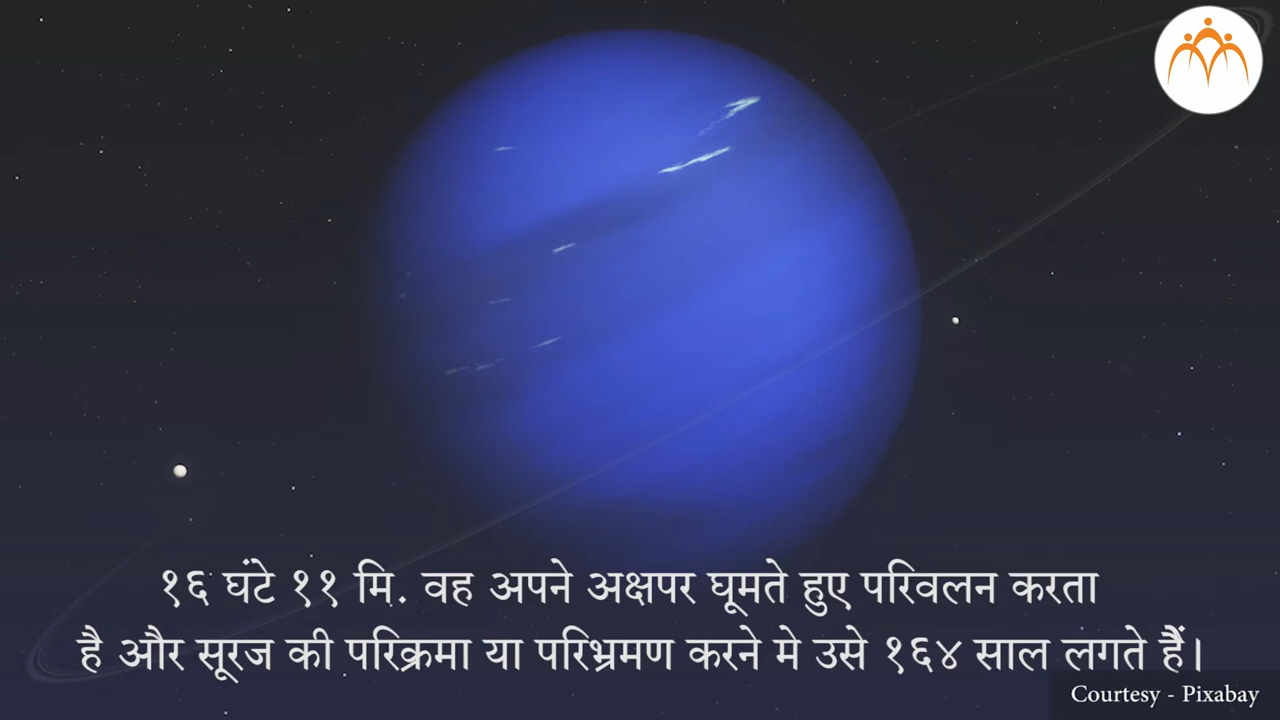 १६ घंटे ११ मि. वह अपने अक्षपर घूमते हुए परिवलन करता
है और सूरज की परिक्रमा या परिभ्रमण करने मे उसे १६४ साल लगते हैं।
Courtesy - Pixabay